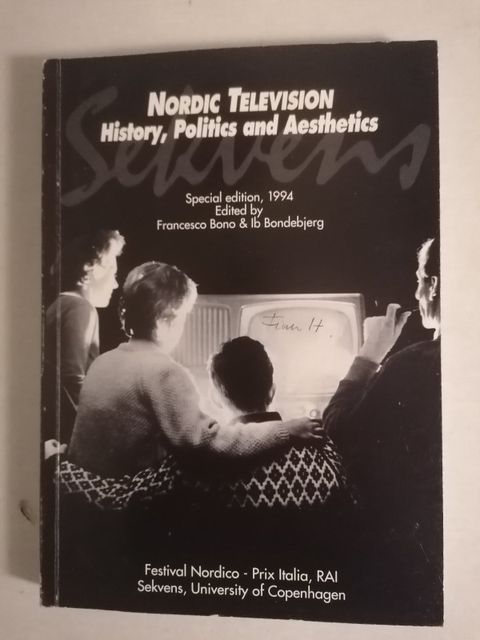 NORDIC TELEVISION
History, Politics and Aesthetics
Sekvens
Special edition, 1994
Edited by
Francesco Bono & Ib Bondebjerg
Festival Nordico - Prix Italia, RAI
Sekvens, University of Copenhagen